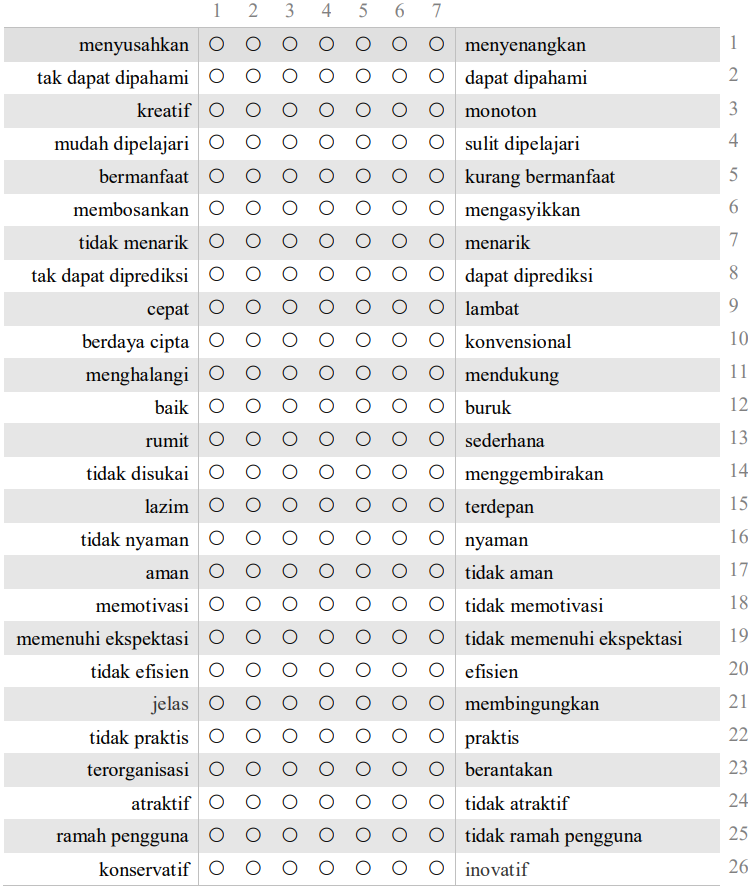 1 2 3 4 5 6 7
menyusahkan menyenangkan 1
tak dapat dipahami dapat dipahami 2
kreatif monoton 3
mudah dipelajari sulit dipelajari 4
bermanfaat kurang bermanfaat 5
membosankan mengasyikkan 6
tidak menarik menarik 7
tak dapat diprediksi dapat diprediksi 8
cepat lambat 9
berdaya cipta konvensional 10
menghalangi mendukung 11
baik buruk 12
rumit sederhana 13
tidak disukai menggembirakan 14
lazim terdepan 15
tidak nyaman nyaman 16
aman tidak aman 17
memotivasi tidak memotivasi 18
memenuhi ekspektasi tidak memenuhi ekspektasi 19
tidak efisien efisien 20
jelas membingungkan 21
tidak praktis praktis 22
terorganisasi berantakan 23
atraktif tidak atraktif 24
ramah pengguna tidak ramah pengguna 25
konservatif inovatif 26